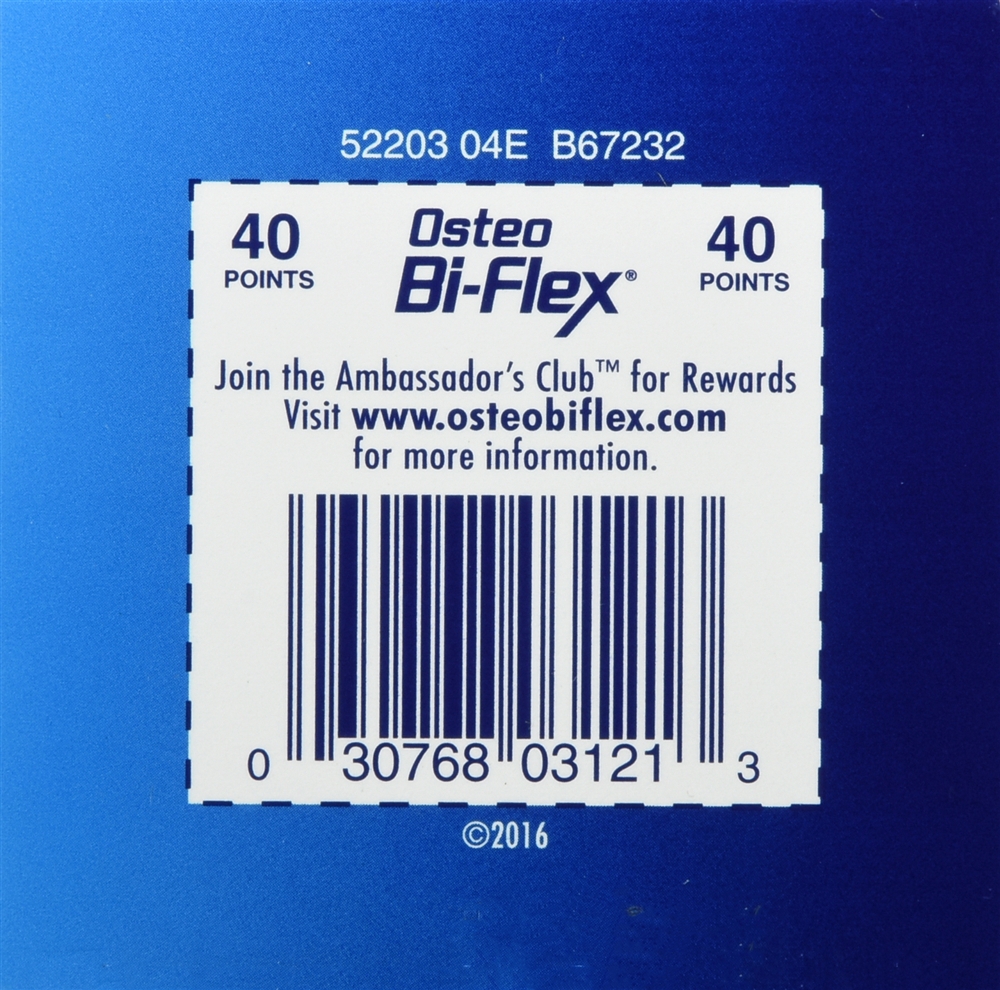 52203 04E B67232
40 POINTS
Osteo
Bi-Flex®
40 POINTS
Join the Ambassador's Club™ for Rewards
Visit www.osteobiflex.com
for more information.
0 30768 03121 3
©2016